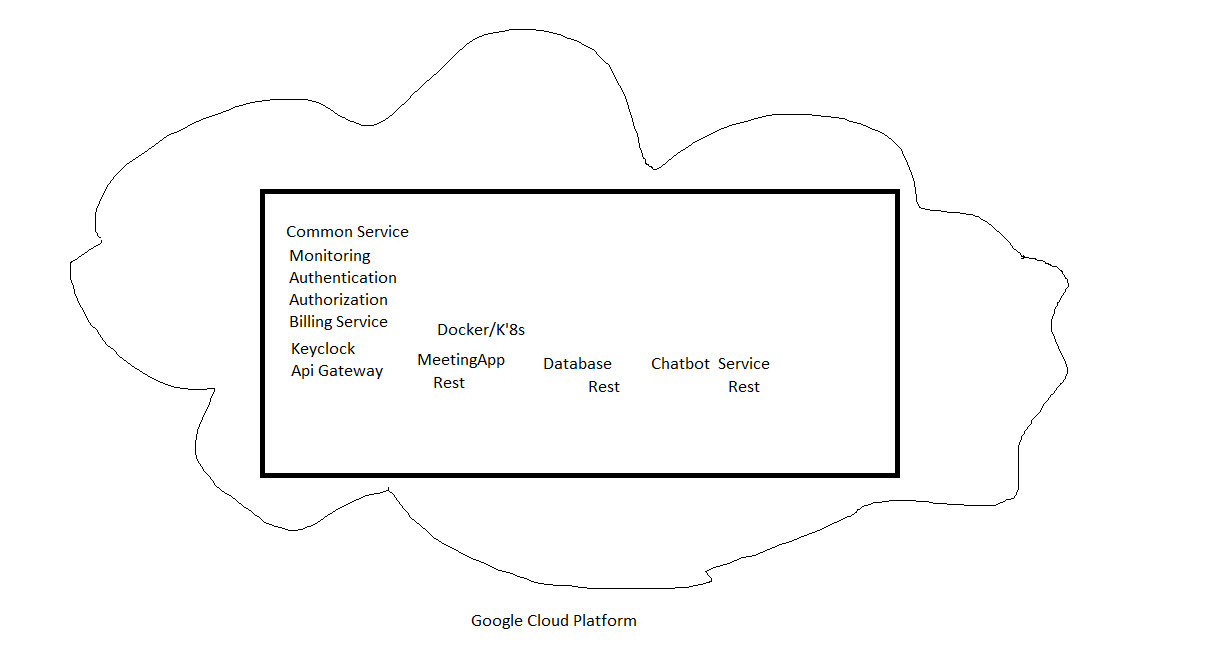 Common Service
Monitoring
Authentication
Authorization
Billing Service
Keyclock
Api Gateway
Docker/K'8s
MeetingApp
Rest
Database
Rest
Chatbot Service
Rest
Google Cloud Platform